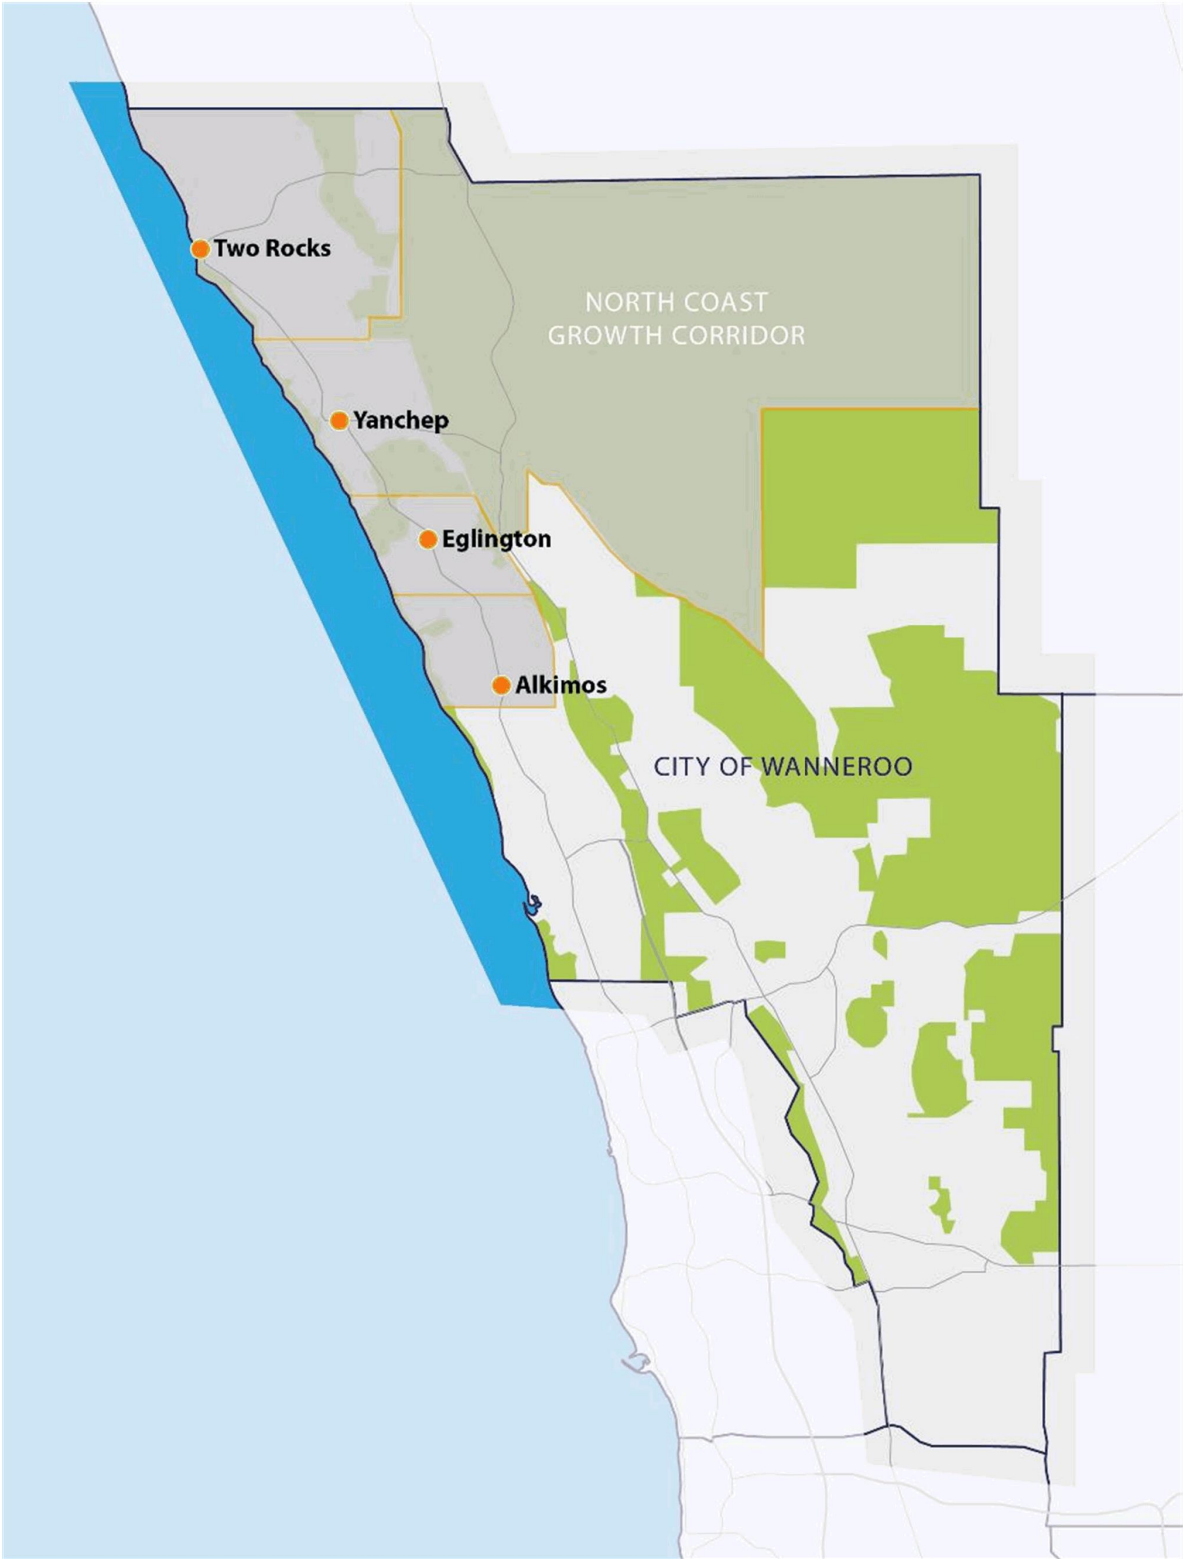 Two Rocks
NORTH COAST
GROWTH CORRIDOR
Yanchep
Eglington
Alkimos
CITY OF WANNEROO